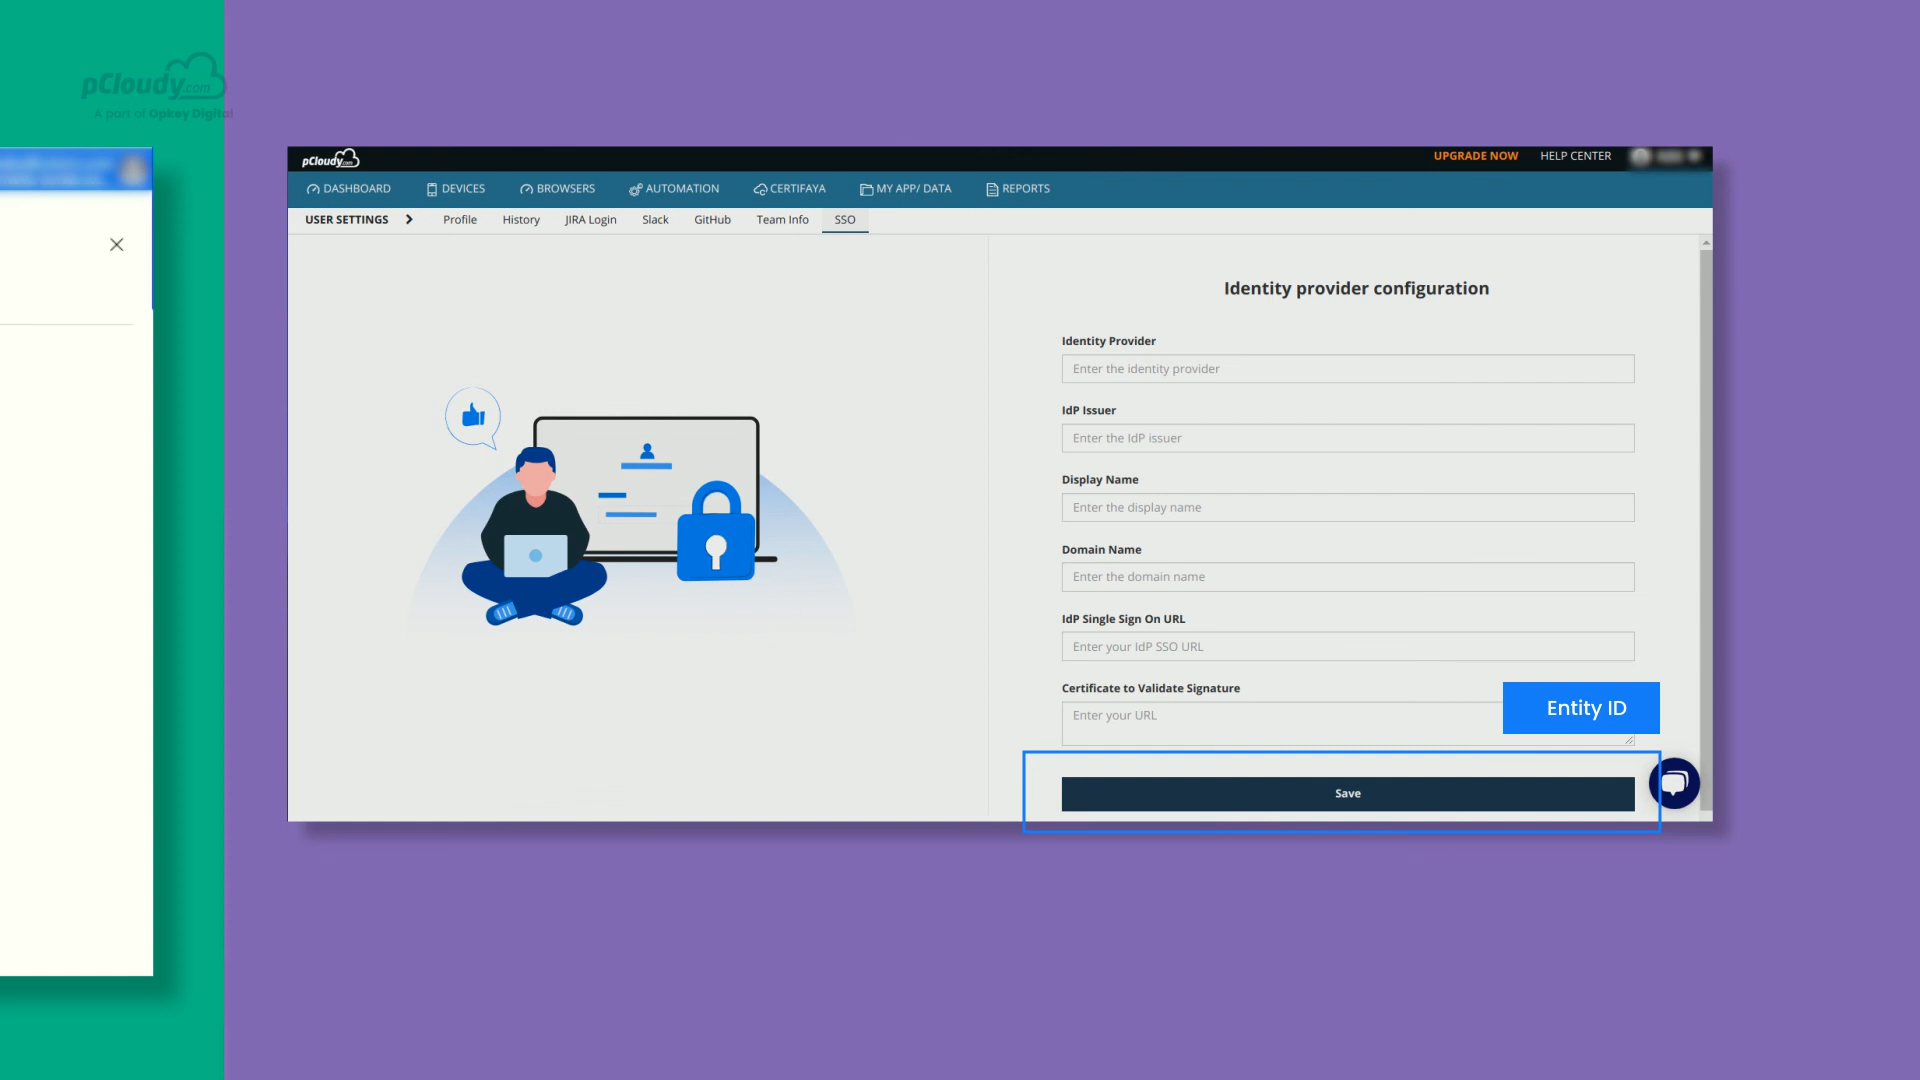 pCloudy.com
A part of Opkey Digital
pCloudy.com
UPGRADE NOW
HELP CENTER
DASHBOARD
DEVICES
BROWSERS
AUTOMATION
CERTIFAYA
MY APP/ DATA
REPORTS
USER SETTINGS
Profile
History
JIRA Login
Slack
GitHub
Team Info
SSO
Identity provider configuration
Identity Provider
Enter the identity provider
IdP Issuer
Enter the IdP issuer
Display Name
Enter the display name
Domain Name
Enter the domain name
IdP Single Sign On URL
Enter your IdP SSO URL
Certificate to Validate Signature
Enter your URL
Entity ID
Save